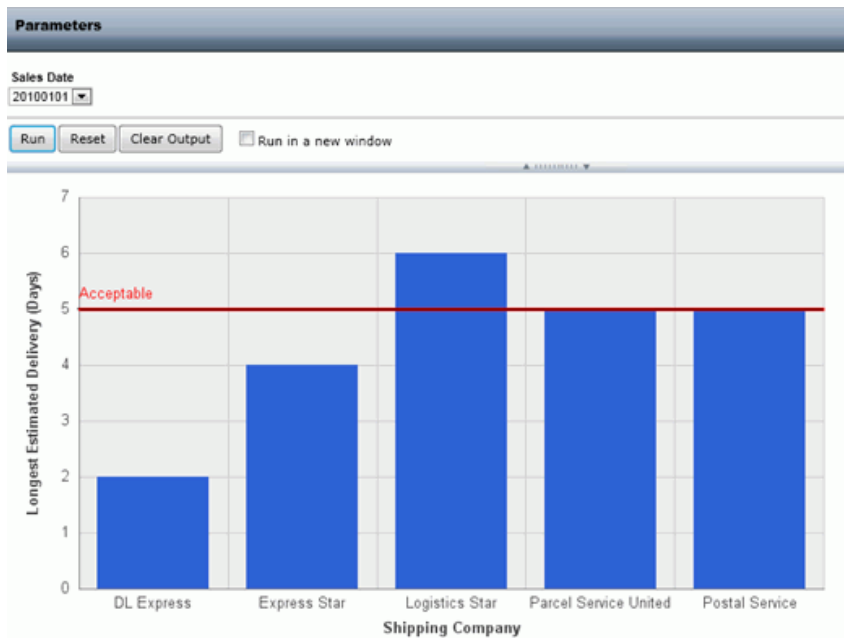 Parameters
Sales Date
20100101
Run Reset Clear Output Run in a new window
7
6
Acceptable
5
4
3
2
1
0
Longest Estimated Delivery (Days)
DL Express Express Star Logistics Star Parcel Service United Postal Service
Shipping Company